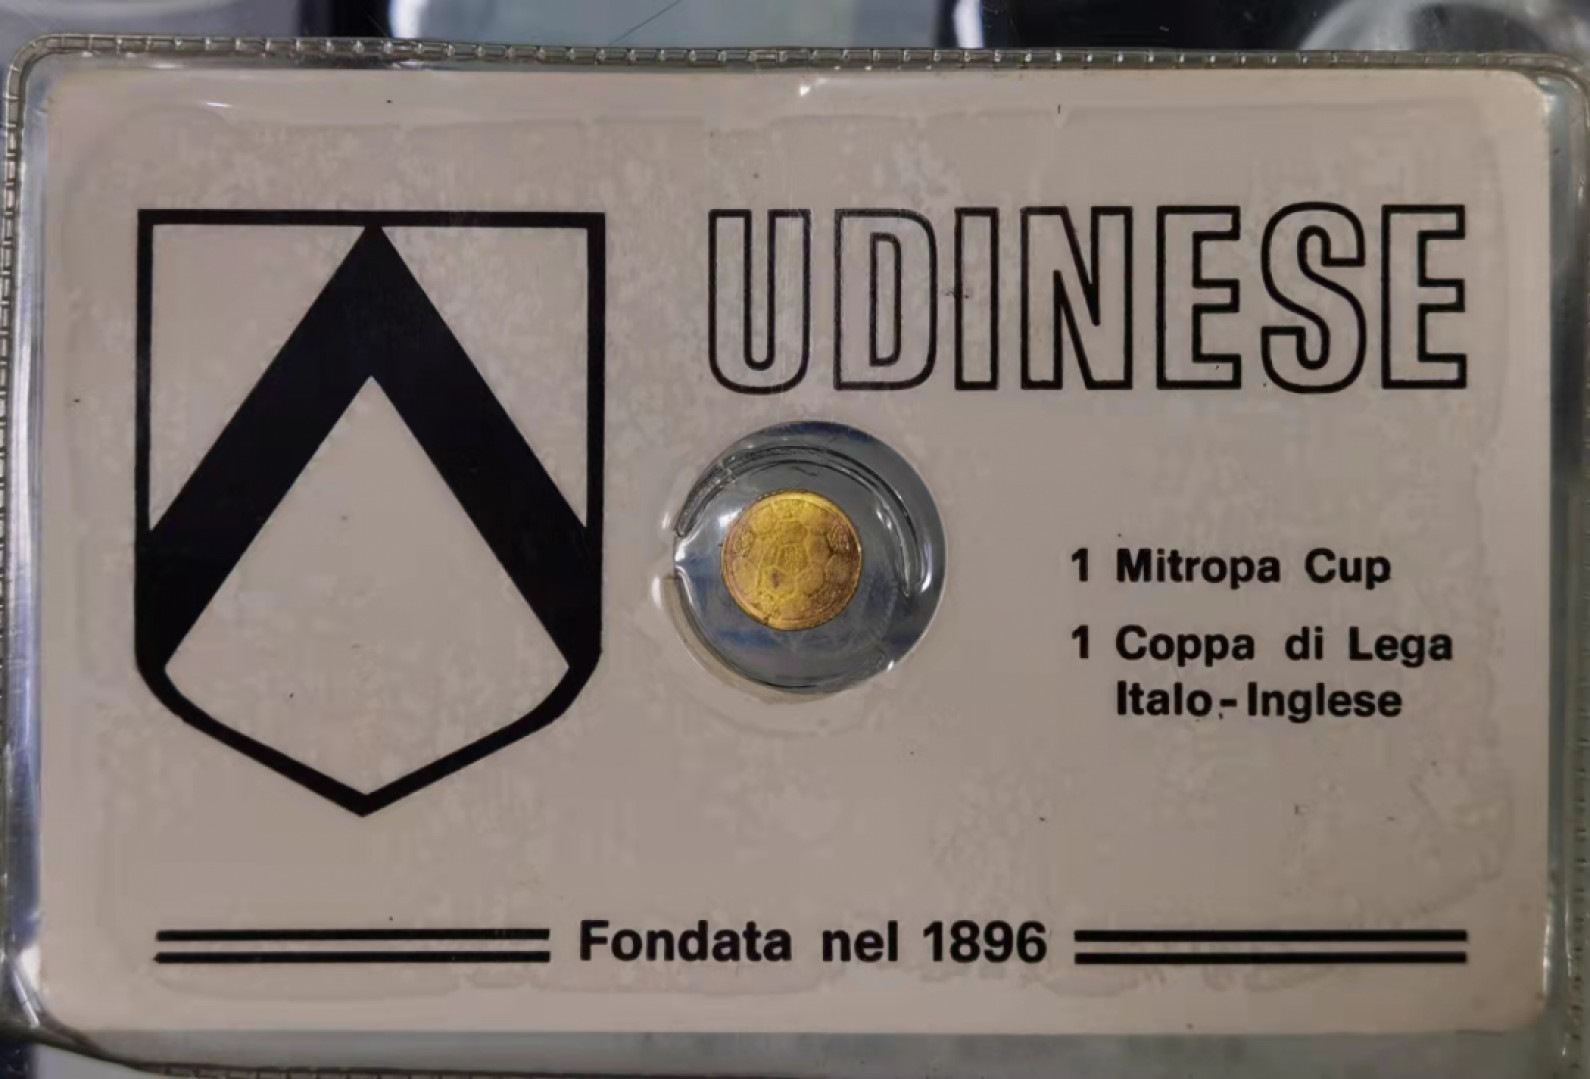 UDINESE
1 Mitropa Cup
1 Coppa di Lega
Italo-Inglese
Fondata nel 1896